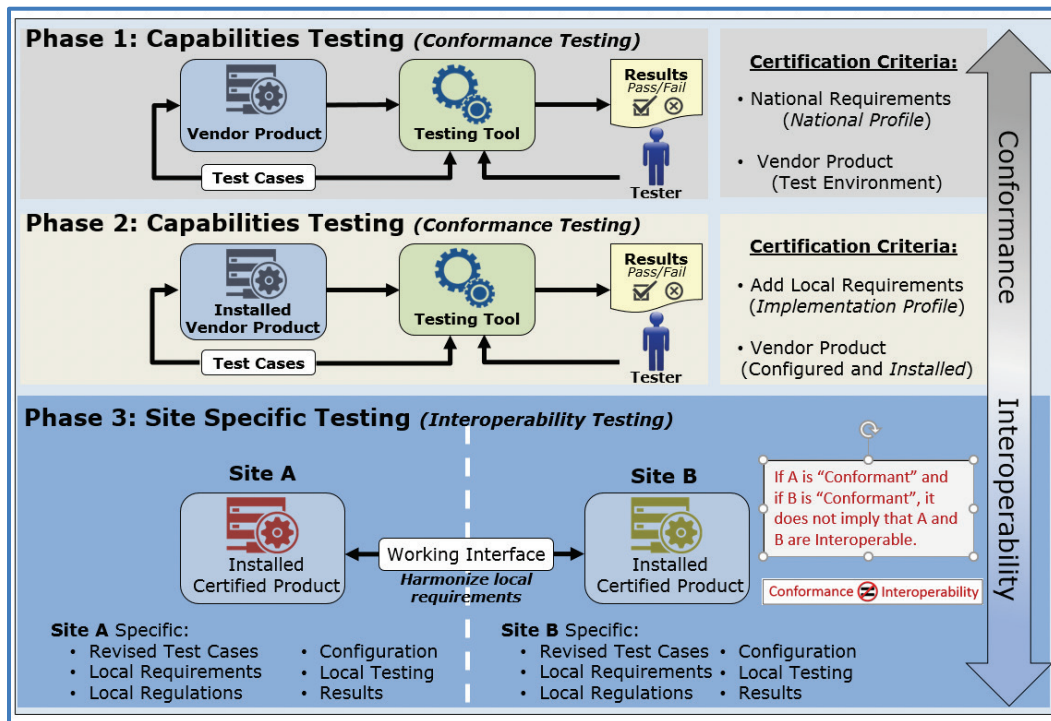 Phase 1: Capabilities Testing (Conformance Testing)
Vendor Product
Testing Tool
Results
Pass/Fail
Test Cases
Tester
Certification Criteria:
• National Requirements
(National Profile)
• Vendor Product
(Test Environment)
Phase 2: Capabilities Testing (Conformance Testing)
Installed
Vendor Product
Testing Tool
Results
Pass/Fail
Test Cases
Tester
Certification Criteria:
• Add Local Requirements
(Implementation Profile)
• Vendor Product
(Configured and Installed)
Conformance
Interoperability
Phase 3: Site Specific Testing (Interoperability Testing)
Site A
Installed
Certified Product
Working Interface
Harmonize local
requirements
Site B
Installed
Certified Product
If A is “Conformant” and
if B is “Conformant”, it
does not imply that A and
B are Interoperable.
Conformance ≠ Interoperability
Site A Specific:
• Revised Test Cases
• Local Requirements
• Local Regulations
• Configuration
• Local Testing
• Results
Site B Specific:
• Revised Test Cases
• Local Requirements
• Local Regulations
• Configuration
• Local Testing
• Results